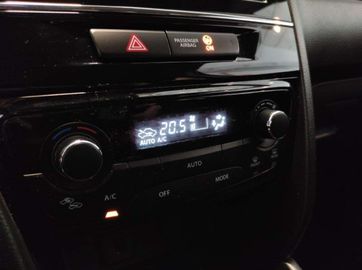 PASSENGER
AIRBAG
ON
20.5
AUTO A/C
AUTO
A/C
OFF
MODE